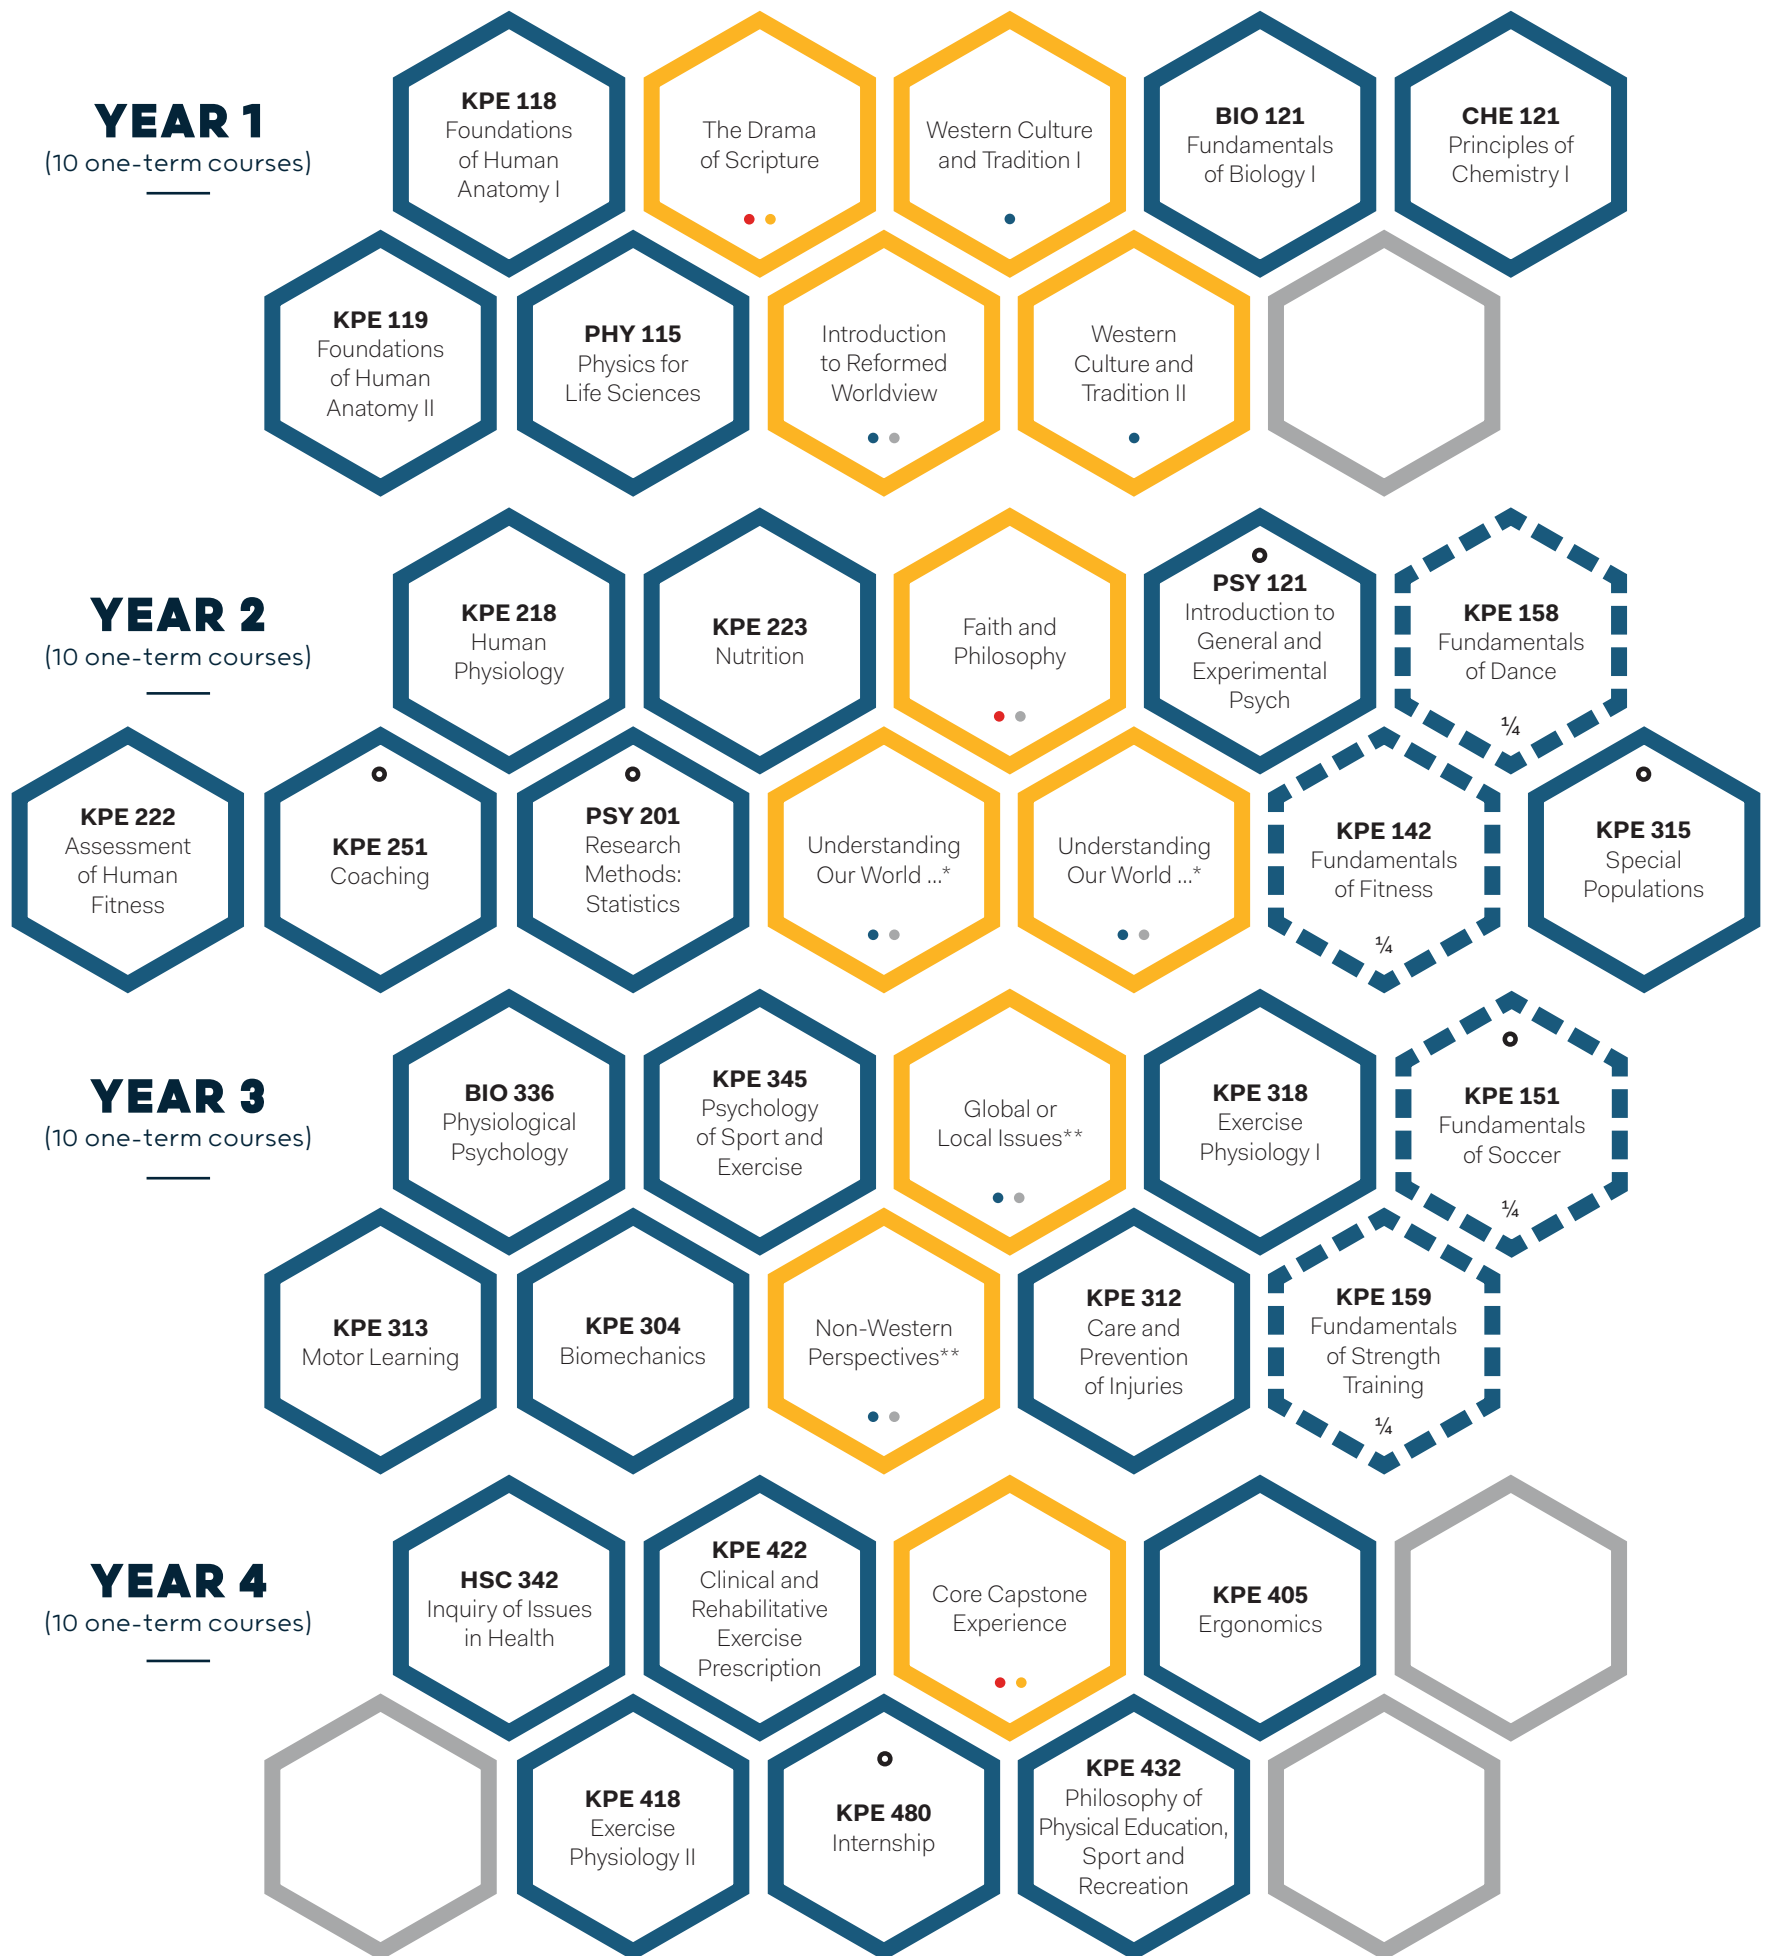 YEAR 1
(10 one-term courses)
KPE 118
Foundations
of Human
Anatomy I
The Drama
of Scripture
Western Culture
and Tradition I
BIO 121
Fundamentals
of Biology I
CHE 121
Principles of
Chemistry I
KPE 119
Foundations
of Human
Anatomy II
PHY 115
Physics for
Life Sciences
Introduction
to Reformed
Worldview
Western
Culture and
Tradition II
YEAR 2
(10 one-term courses)
KPE 218
Human
Physiology
KPE 223
Nutrition
Faith and
Philosophy
PSY 121
Introduction to
General and
Experimental
Psych
KPE 158
Fundamentals
of Dance
¼
KPE 222
Assessment
of Human
Fitness
KPE 251
Coaching
PSY 201
Research
Methods:
Statistics
Understanding
Our World ...*
Understanding
Our World ...*
KPE 142
Fundamentals
of Fitness
¼
KPE 315
Special
Populations
YEAR 3
(10 one-term courses)
BIO 336
Physiological
Psychology
KPE 345
Psychology
of Sport and
Exercise
Global or
Local Issues**
KPE 318
Exercise
Physiology I
KPE 151
Fundamentals
of Soccer
¼
KPE 313
Motor Learning
KPE 304
Biomechanics
Non-Western
Perspectives**
KPE 312
Care and
Prevention
of Injuries
KPE 159
Fundamentals
of Strength
Training
¼
YEAR 4
(10 one-term courses)
HSC 342
Inquiry of Issues
in Health
KPE 422
Clinical and
Rehabilitative
Exercise
Prescription
Core Capstone
Experience
KPE 405
Ergonomics
KPE 418
Exercise
Physiology II
KPE 480
Internship
KPE 432
Philosophy of
Physical Education,
Sport and
Recreation